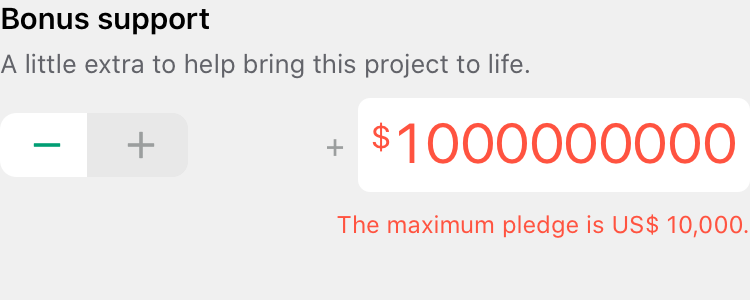 Bonus support
A little extra to help bring this project to life.
− + + $1000000000
The maximum pledge is US$ 10,000.